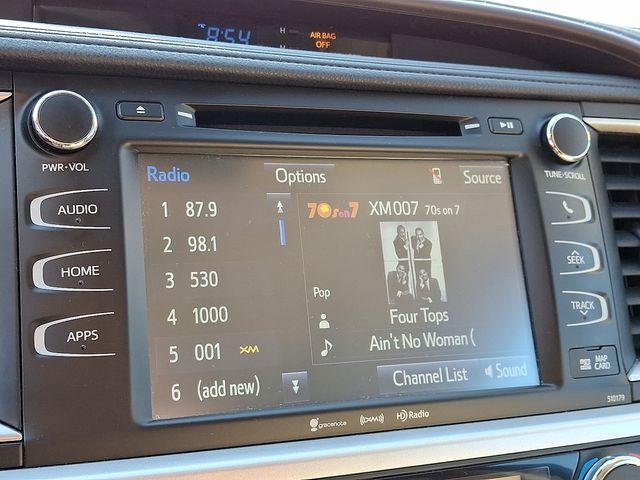 8:54
AIR BAG
OFF
PWR•VOL
TUNE•SCROLL
AUDIO
HOME
APPS
SEEK
TRACK
MAP
CARD
510179
Radio
Options
Source
1 87.9
2 98.1
3 530
4 1000
5 001 XM
6 (add new)
70s on 7 XM007 70s on 7
Pop
Four Tops
Ain't No Woman (
Channel List
Sound
gracenote
((XM))
HD Radio